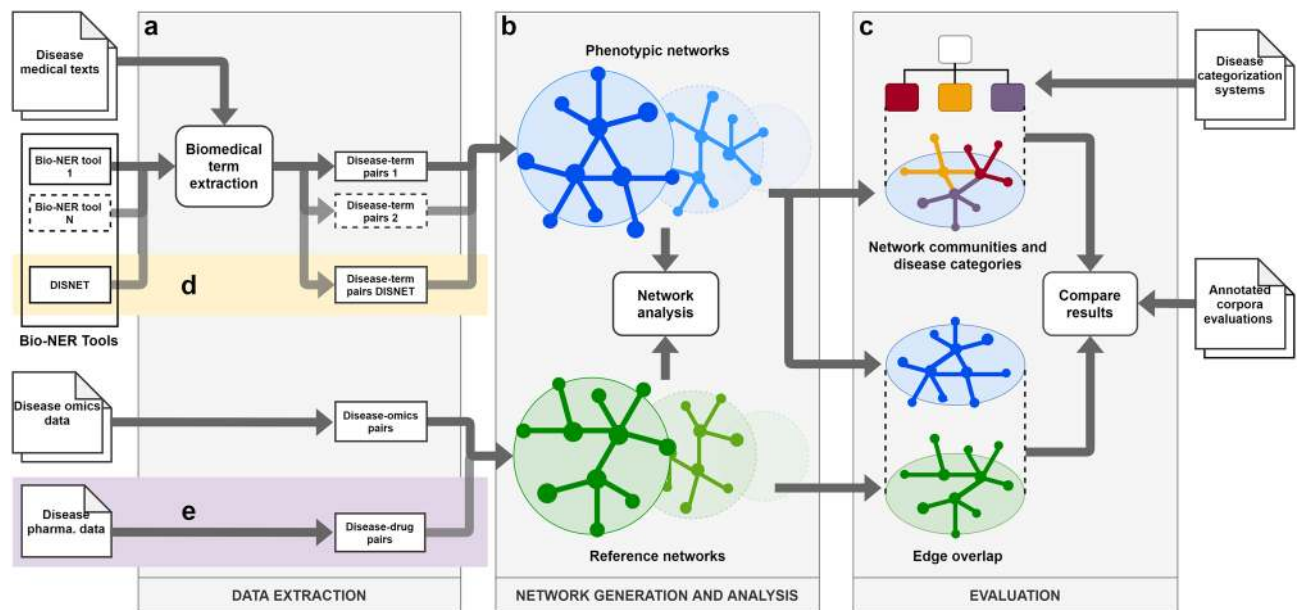 a
b
c
Disease
medical texts
Phenotypic networks
Disease
categorization
systems
Bio-NER tool
1
Biomedical
term
extraction
Disease-term
pairs 1
Bio-NER tool
N
Disease-term
pairs 2
Network communities and
disease categories
DISNET
d
Disease-term
pairs DISNET
Network
analysis
Compare
results
Annotated
corpora
evaluations
Bio-NER Tools
Disease omics
data
Disease-omics
pairs
e
Disease
pharma. data
Disease-drug
pairs
Reference networks
Edge overlap
DATA EXTRACTION
NETWORK GENERATION AND ANALYSIS
EVALUATION